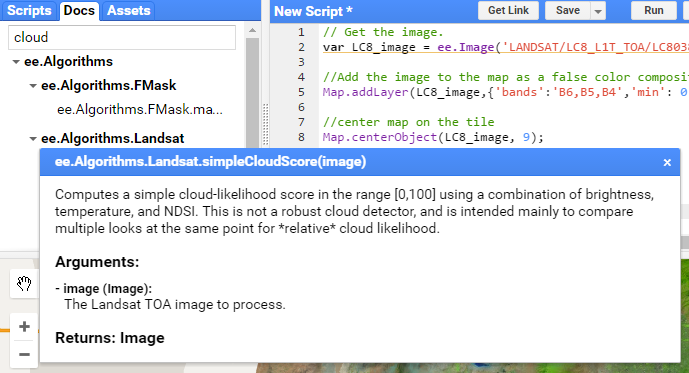 Scripts Docs Assets
cloud
ee.Algorithms
ee.Algorithms.FMask
ee.Algorithms.FMask.ma...
ee.Algorithms.Landsat
New Script *
Get Link Save Run
1 // Get the image.
2 var LC8_image = ee.Image('LANDSAT/LC8_L1T_TOA/LC8038
3
4 //Add the image to the map as a false color composit
5 Map.addLayer(LC8_image,{'bands':'B6,B5,B4','min': 0
6
7 //center map on the tile
8 Map.centerObject(LC8_image, 9);
ee.Algorithms.Landsat.simpleCloudScore(image) ×
Computes a simple cloud-likelihood score in the range [0,100] using a combination of brightness,
temperature, and NDSI. This is not a robust cloud detector, and is intended mainly to compare
multiple looks at the same point for *relative* cloud likelihood.
Arguments:
- image (Image):
The Landsat TOA image to process.
Returns: Image
+
−